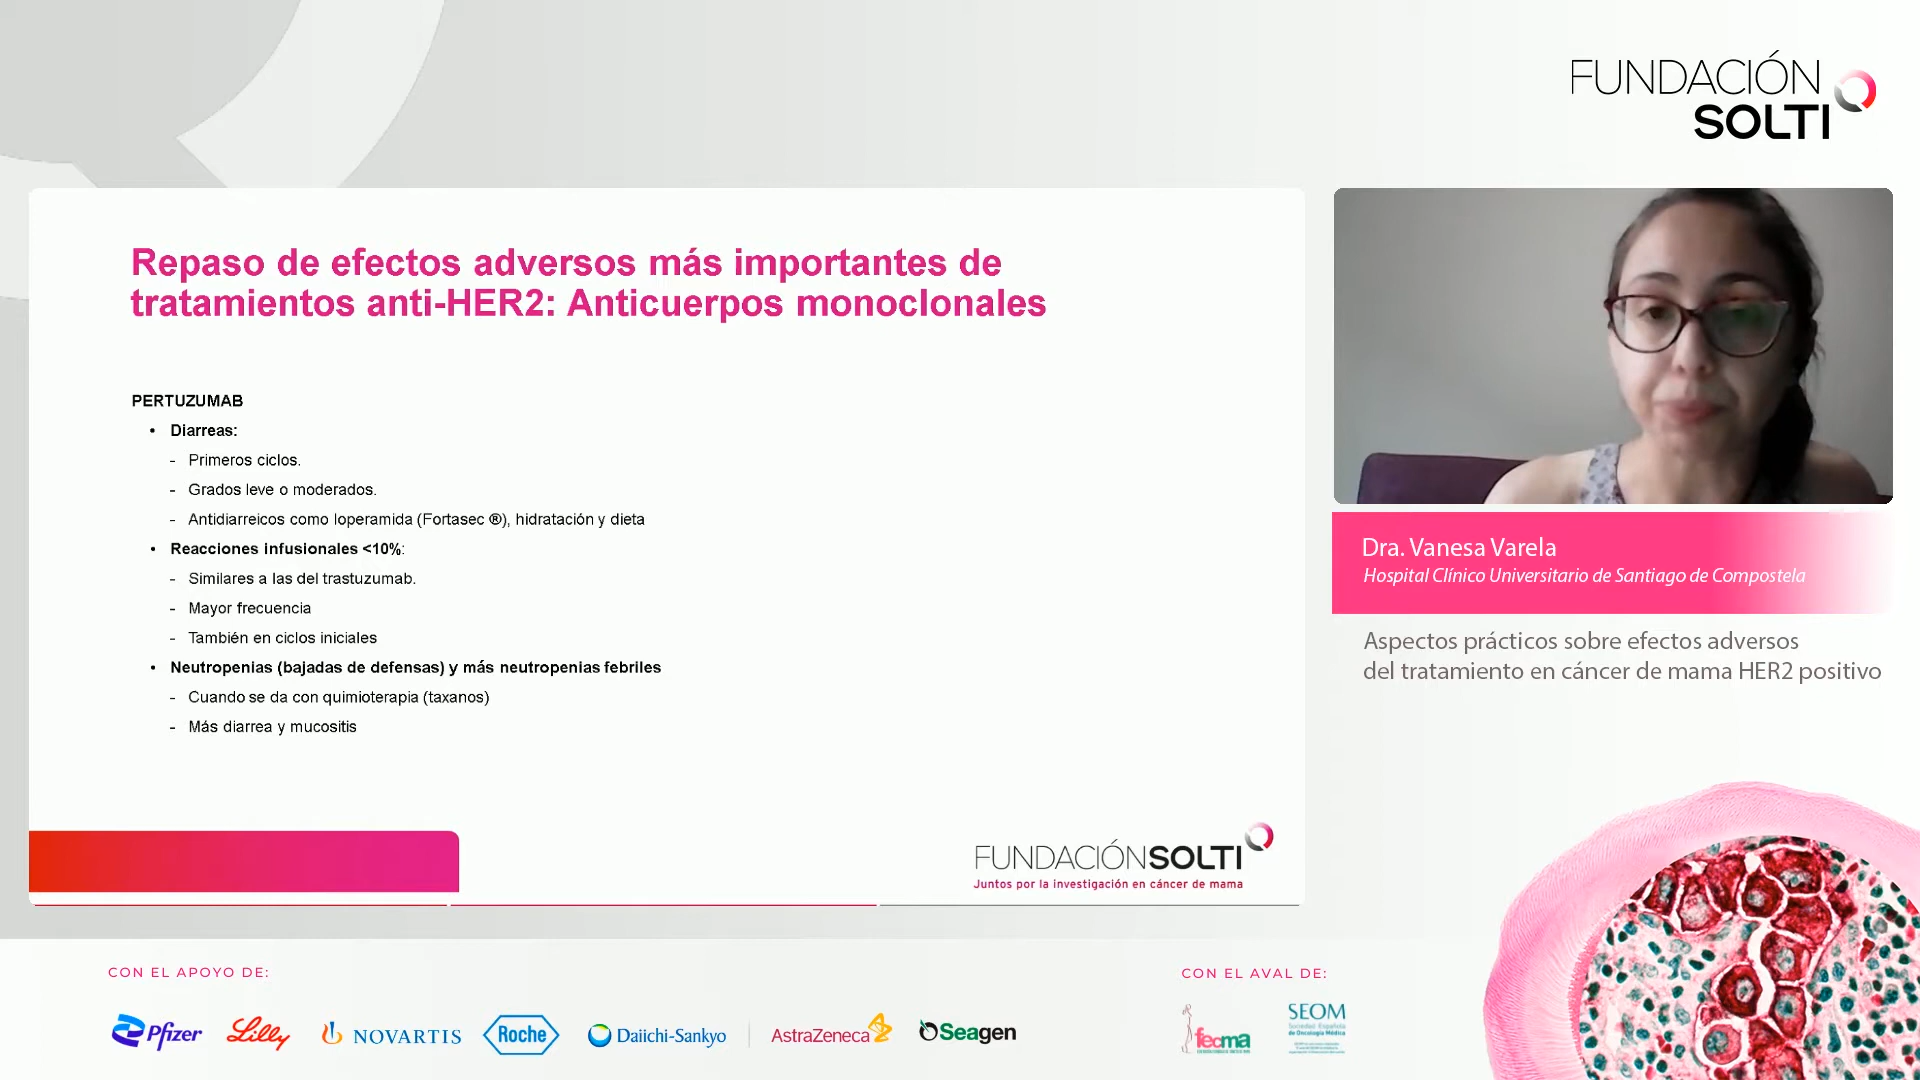 FUNDACIÓN
SOLTI
Repaso de efectos adversos más importantes de
tratamientos anti-HER2: Anticuerpos monoclonales
PERTUZUMAB
• Diarreas:
- Primeros ciclos.
- Grados leve o moderados.
- Antidiarreicos como loperamida (Fortasec ®), hidratación y dieta
• Reacciones infusionales <10%:
- Similares a las del trastuzumab.
- Mayor frecuencia
- También en ciclos iniciales
• Neutropenias (bajadas de defensas) y más neutropenias febriles
- Cuando se da con quimioterapia (taxanos)
- Más diarrea y mucositis
FUNDACIÓNSOLTI
Juntos por la investigación en cáncer de mama
Dra. Vanesa Varela
Hospital Clínico Universitario de Santiago de Compostela
Aspectos prácticos sobre efectos adversos
del tratamiento en cáncer de mama HER2 positivo
CON EL APOYO DE:
Pfizer
Lilly
NOVARTIS
Roche
Daiichi-Sankyo
AstraZeneca
Seagen
CON EL AVAL DE:
fecma
SEOM
Sociedad Española
de Oncología Médica